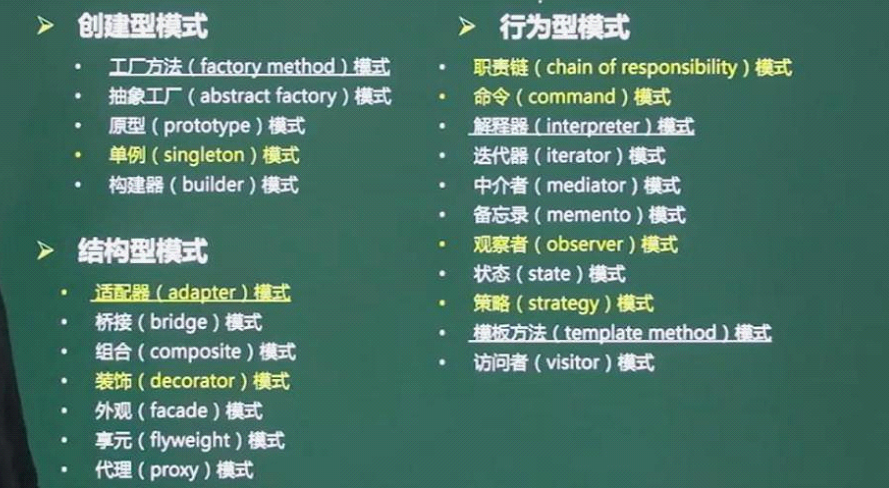 创建型模式
工厂方法（factory method）模式
抽象工厂（abstract factory）模式
原型（prototype）模式
单例（singleton）模式
构建器（builder）模式
结构型模式
适配器（adapter）模式
桥接（bridge）模式
组合（composite）模式
装饰（decorator）模式
外观（facade）模式
享元（flyweight）模式
代理（proxy）模式
行为型模式
职责链（chain of responsibility）模式
命令（command）模式
解释器（interpreter）模式
迭代器（iterator）模式
中介者（mediator）模式
备忘录（memento）模式
观察者（observer）模式
状态（state）模式
策略（strategy）模式
模板方法（template method）模式
访问者（visitor）模式